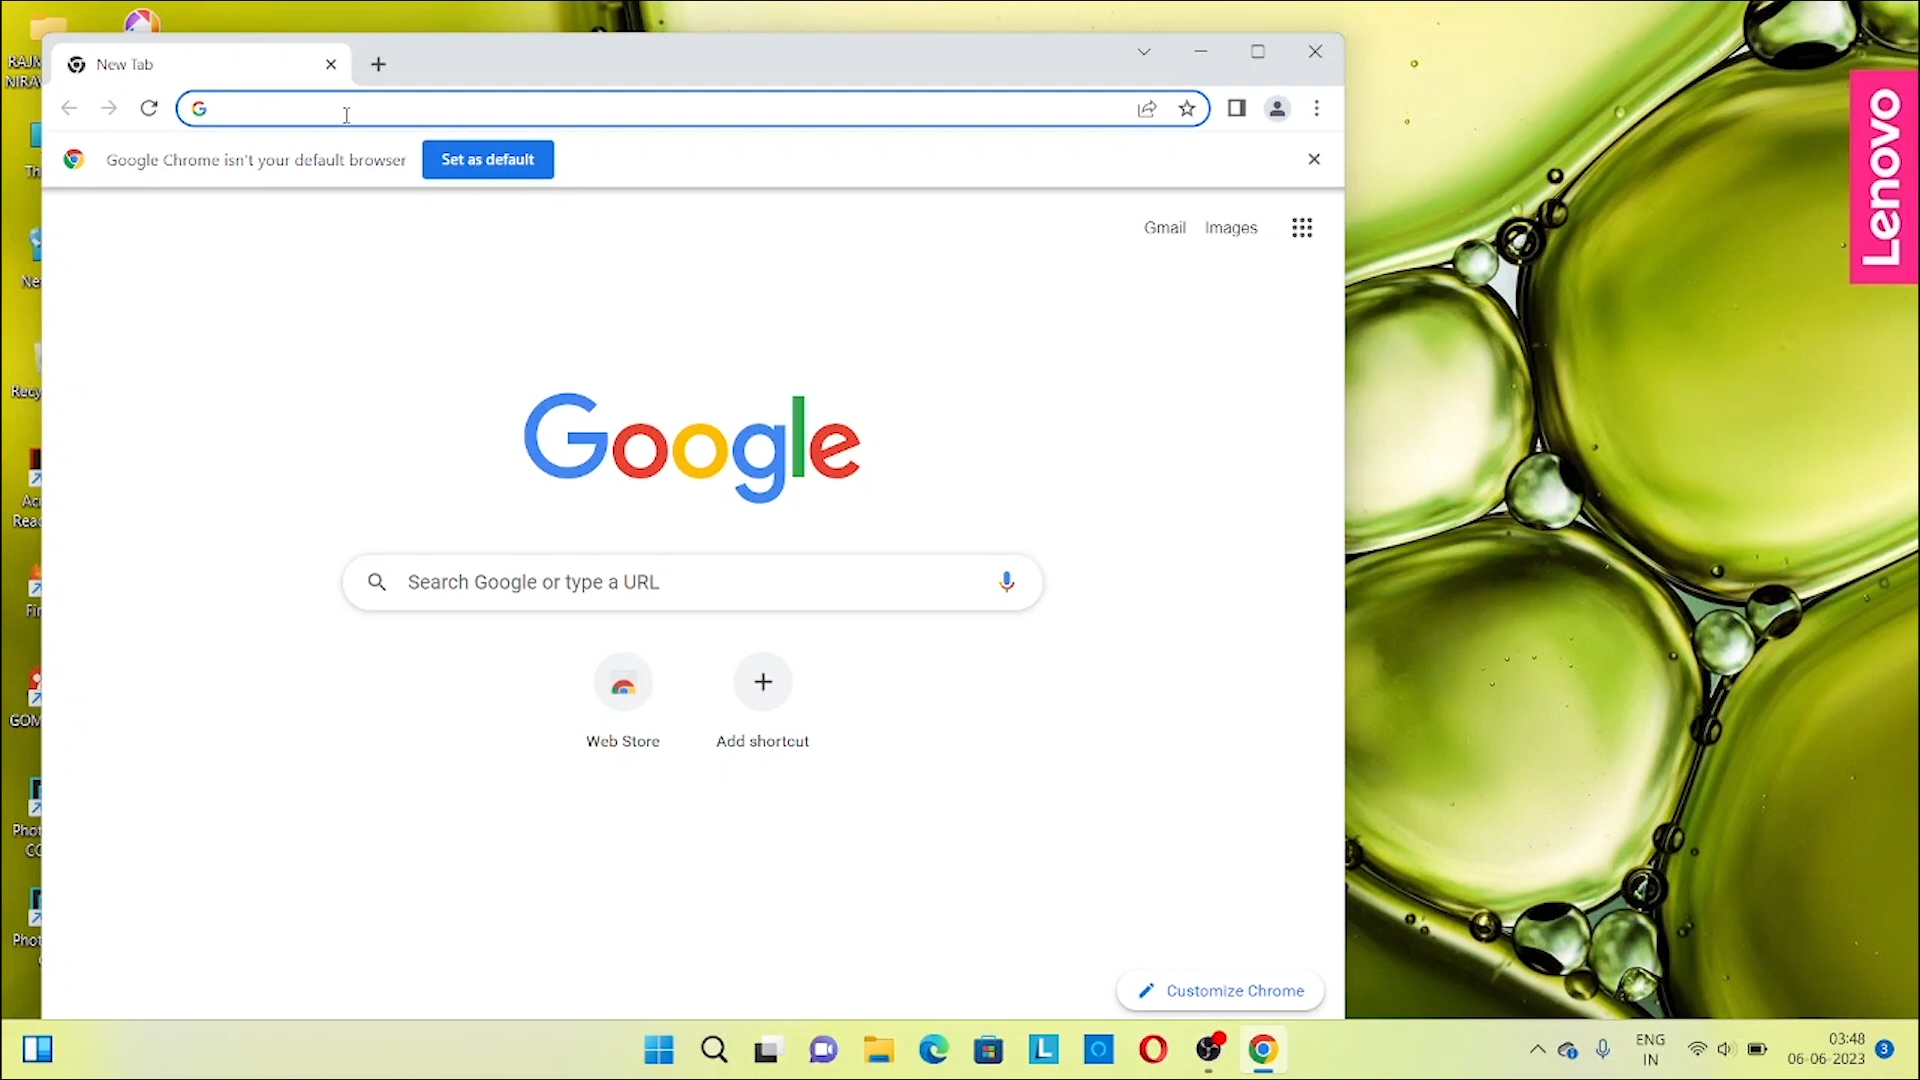 New Tab
Google Chrome isn't your default browser
Set as default
Gmail
Images
Google
Search Google or type a URL
Web Store
Add shortcut
Customize Chrome
Lenovo
ENG
IN
03:48
06-06-2023
3